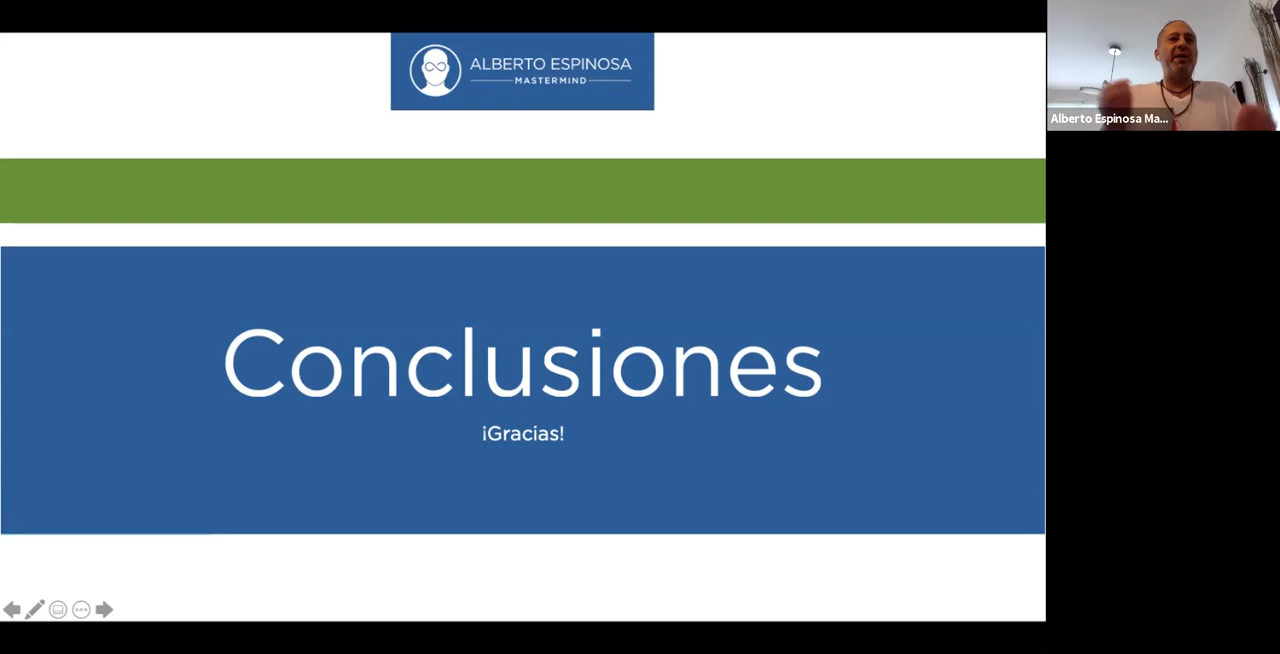 ALBERTO ESPINOSA
MASTERMIND
Alberto Espinosa Ma...
Conclusiones
¡Gracias!